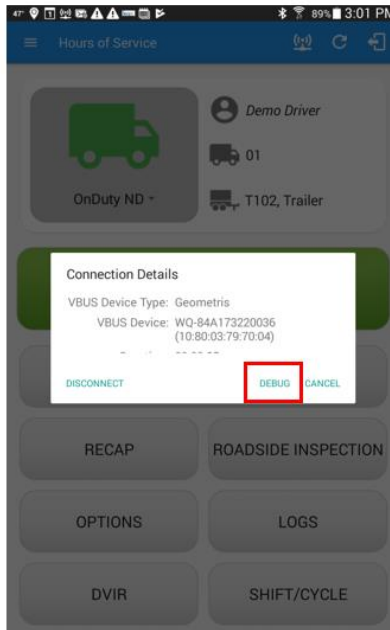 47° 89% 3:01 PM
Hours of Service
Demo Driver
01
OnDuty ND
T102, Trailer
Connection Details
VBUS Device Type: Geometris
VBUS Device: WQ-84A173220036
(10:80:03:79:70:04)
DISCONNECT DEBUG CANCEL
RECAP ROADSIDE INSPECTION
OPTIONS LOGS
DVIR SHIFT/CYCLE